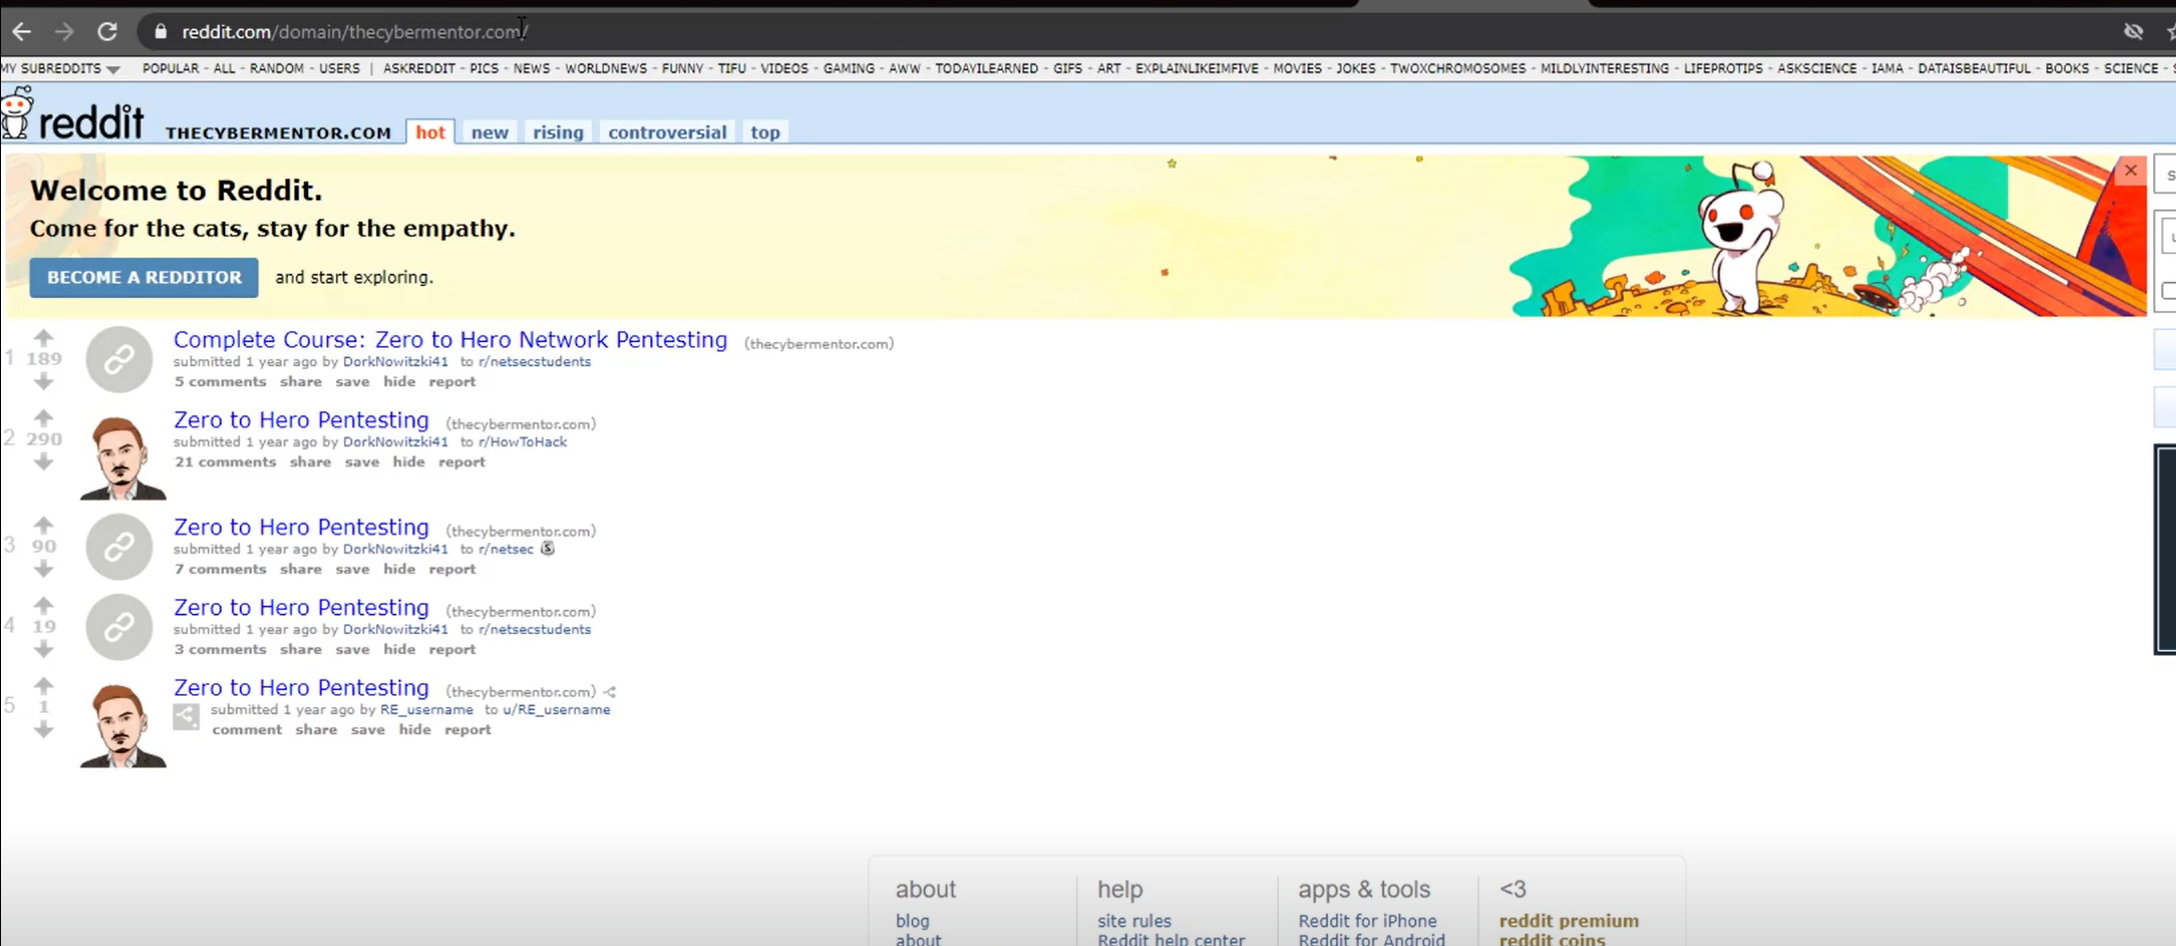 reddit.com/domain/thecybermentor.com/
MY SUBREDDITS POPULAR - ALL - RANDOM - USERS | ASKREDDIT - PICS - NEWS - WORLDNEWS - FUNNY - TIFU - VIDEOS - GAMING - AWW - TODAYILEARNED - GIFS - ART - EXPLAINLIKEIMFIVE - MOVIES - JOKES - TWOXCHROMOSOMES - MILDLYINTERESTING - LIFEPROTIPS - ASKSCIENCE - IAMA - DATAISBEAUTIFUL - BOOKS - SCIENCE -
reddit THECYBERMENTOR.COM hot new rising controversial top
Welcome to Reddit.
Come for the cats, stay for the empathy.
BECOME A REDDITOR and start exploring.
1 189 Complete Course: Zero to Hero Network Pentesting (thecybermentor.com)
submitted 1 year ago by DorkNowitzki41 to r/netsecstudents
5 comments share save hide report
2 290 Zero to Hero Pentesting (thecybermentor.com)
submitted 1 year ago by DorkNowitzki41 to r/HowToHack
21 comments share save hide report
3 90 Zero to Hero Pentesting (thecybermentor.com)
submitted 1 year ago by DorkNowitzki41 to r/netsec
7 comments share save hide report
4 19 Zero to Hero Pentesting (thecybermentor.com)
submitted 1 year ago by DorkNowitzki41 to r/netsecstudents
3 comments share save hide report
5 1 Zero to Hero Pentesting (thecybermentor.com)
submitted 1 year ago by RE_username to u/RE_username
comment share save hide report
about help apps & tools <3
blog site rules Reddit for iPhone reddit premium
about Reddit help center Reddit for Android reddit coins